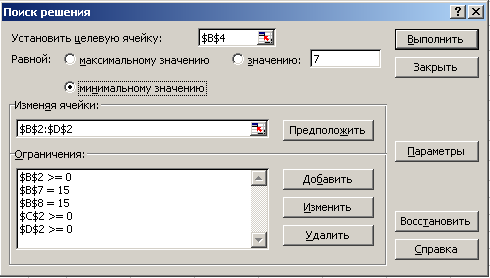 Поиск решения
Установить целевую ячейку: $B$4 Выполнить
Равной: максимальному значению значению: 7 Закрыть
минимальному значению
Изменяя ячейки:
$B$2:$D$2 Предположить
Ограничения: Параметры
$B$2 >= 0 Добавить
$B$7 = 15
$B$8 = 15 Изменить
$C$2 >= 0 Восстановить
$D$2 >= 0 Удалить
Справка